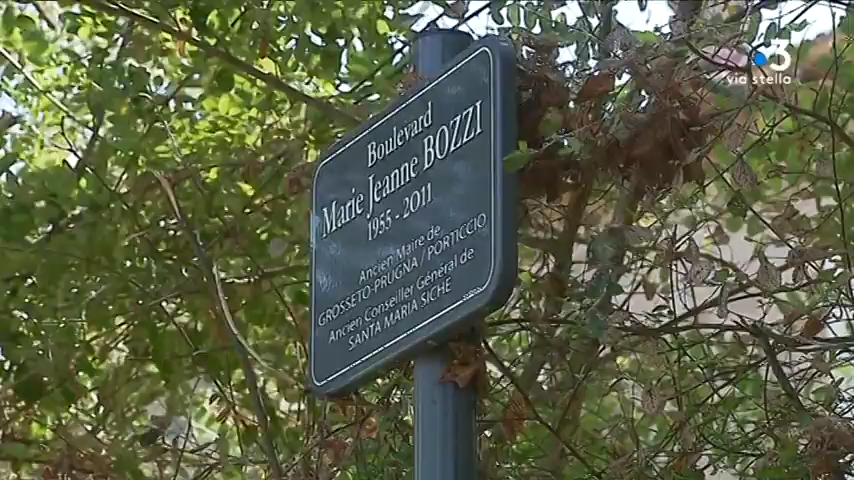 3
via stella
Boulevard
Marie Jeanne BOZZI
1955 - 2011
Ancien Maire de
GROSSETO-PRUGNA / PORTICCIO
Ancien Conseiller Général de
SANTA MARIA SICHE